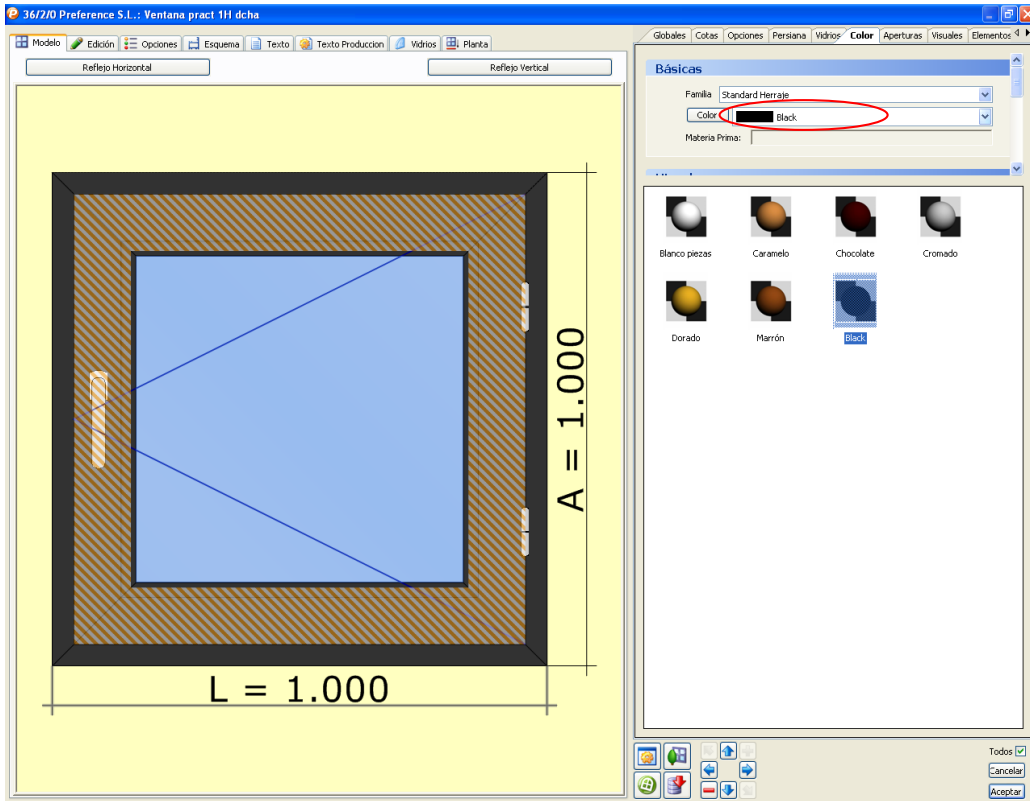 36/2/0 Preference S.L.: Ventana pract 1H dcha
Modelo Edición Opciones Esquema Texto Texto Produccion Vidrios Planta
Reflejo Horizontal Reflejo Vertical
A = 1.000
L = 1.000
Globales Cotas Opciones Persiana Vidrios Color Aperturas Visuales Elementos
Básicas
Familia Standard Herraje
Color Black
Materia Prima:
Blanco piezas Caramelo Chocolate Cromado
Dorado Marrón Black
Todos
Cancelar
Aceptar